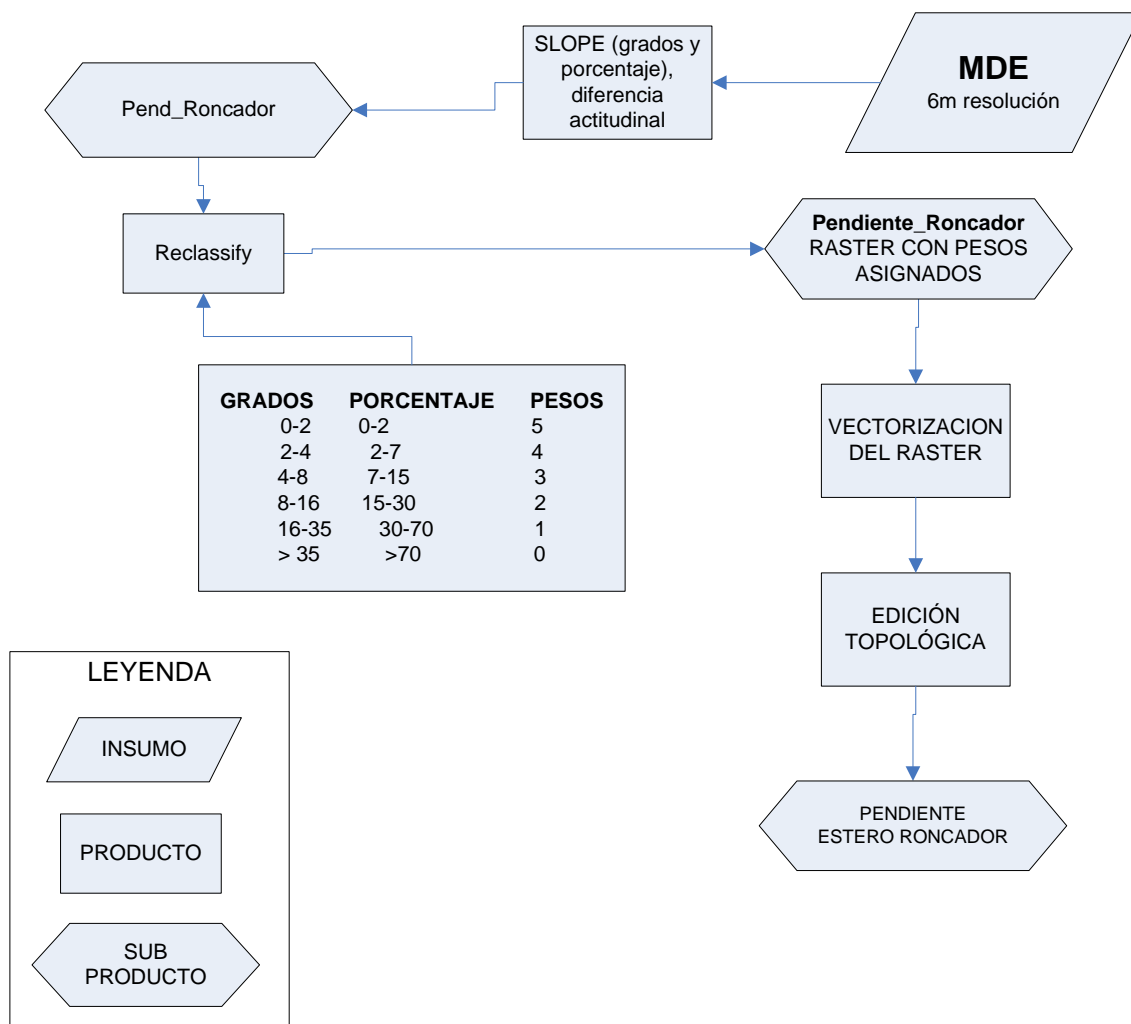 SLOPE (grados y
porcentaje),
diferencia
actitudinal
MDE
6m resolución
Pend_Roncador
Reclassify
Pendiente_Roncador
RASTER CON PESOS
ASIGNADOS
GRADOS PORCENTAJE PESOS
0-2 0-2 5
2-4 2-7 4
4-8 7-15 3
8-16 15-30 2
16-35 30-70 1
> 35 >70 0
VECTORIZACION
DEL RASTER
EDICIÓN
TOPOLÓGICA
PENDIENTE
ESTERO RONCADOR
LEYENDA
INSUMO
PRODUCTO
SUB
PRODUCTO